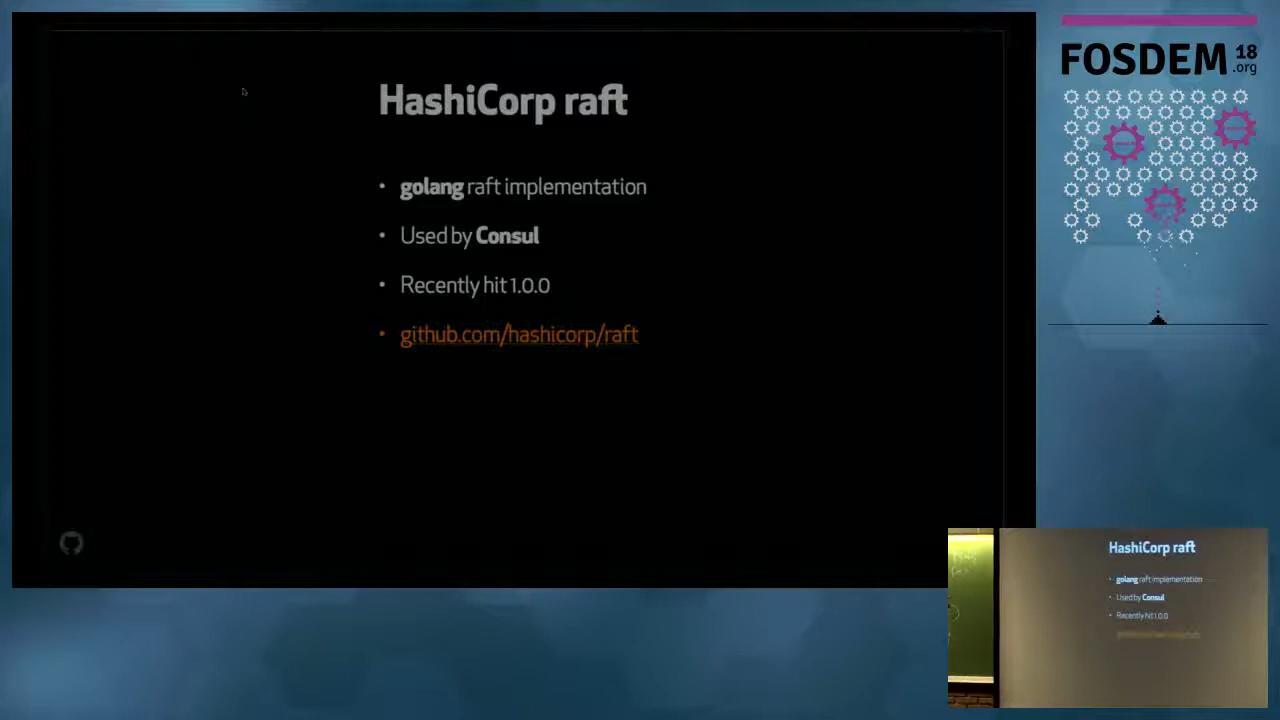 HashiCorp raft
• golang raft implementation
• Used by Consul
• Recently hit 1.0.0
• github.com/hashicorp/raft
FOSDEM 18
.org
HashiCorp raft
• golang raft implementation
• Used by Consul
• Recently hit 1.0.0